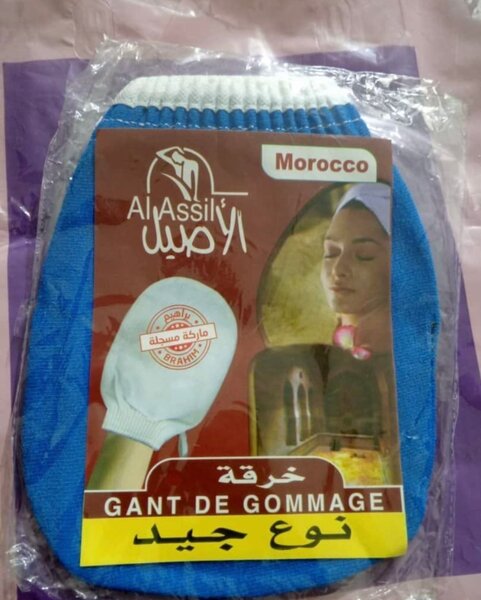 Morocco
Al Assil
الأصيل
براهيم
ماركة مسجلة
BRAHIM
خرقة
GANT DE GOMMAGE
نوع جيد